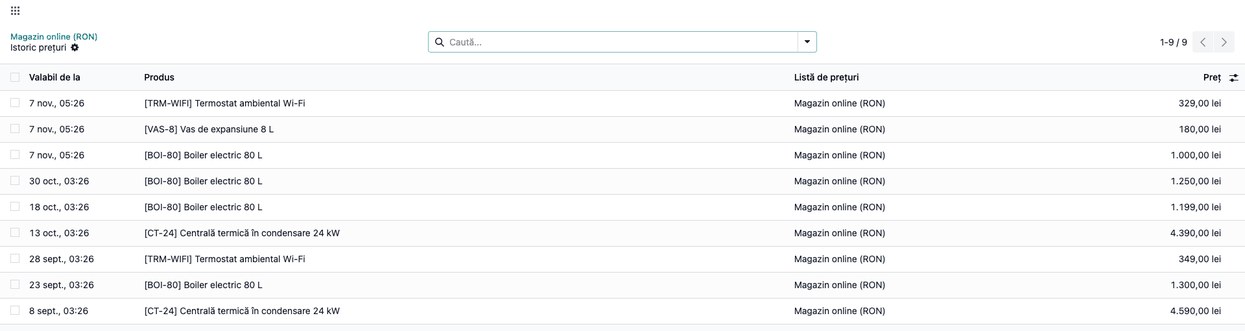 Magazin online (RON)
Istoric prețuri
Caută...
1-9 / 9
Valabil de la Produs Listă de prețuri Preț
7 nov., 05:26 [TRM-WIFI] Termostat ambiental Wi-Fi Magazin online (RON) 329,00 lei
7 nov., 05:26 [VAS-8] Vas de expansiune 8 L Magazin online (RON) 180,00 lei
7 nov., 05:26 [BOI-80] Boiler electric 80 L Magazin online (RON) 1.000,00 lei
30 oct., 03:26 [BOI-80] Boiler electric 80 L Magazin online (RON) 1.250,00 lei
18 oct., 03:26 [BOI-80] Boiler electric 80 L Magazin online (RON) 1.199,00 lei
13 oct., 03:26 [CT-24] Centrală termică în condensare 24 kW Magazin online (RON) 4.390,00 lei
28 sept., 03:26 [TRM-WIFI] Termostat ambiental Wi-Fi Magazin online (RON) 349,00 lei
23 sept., 03:26 [BOI-80] Boiler electric 80 L Magazin online (RON) 1.300,00 lei
8 sept., 03:26 [CT-24] Centrală termică în condensare 24 kW Magazin online (RON) 4.590,00 lei